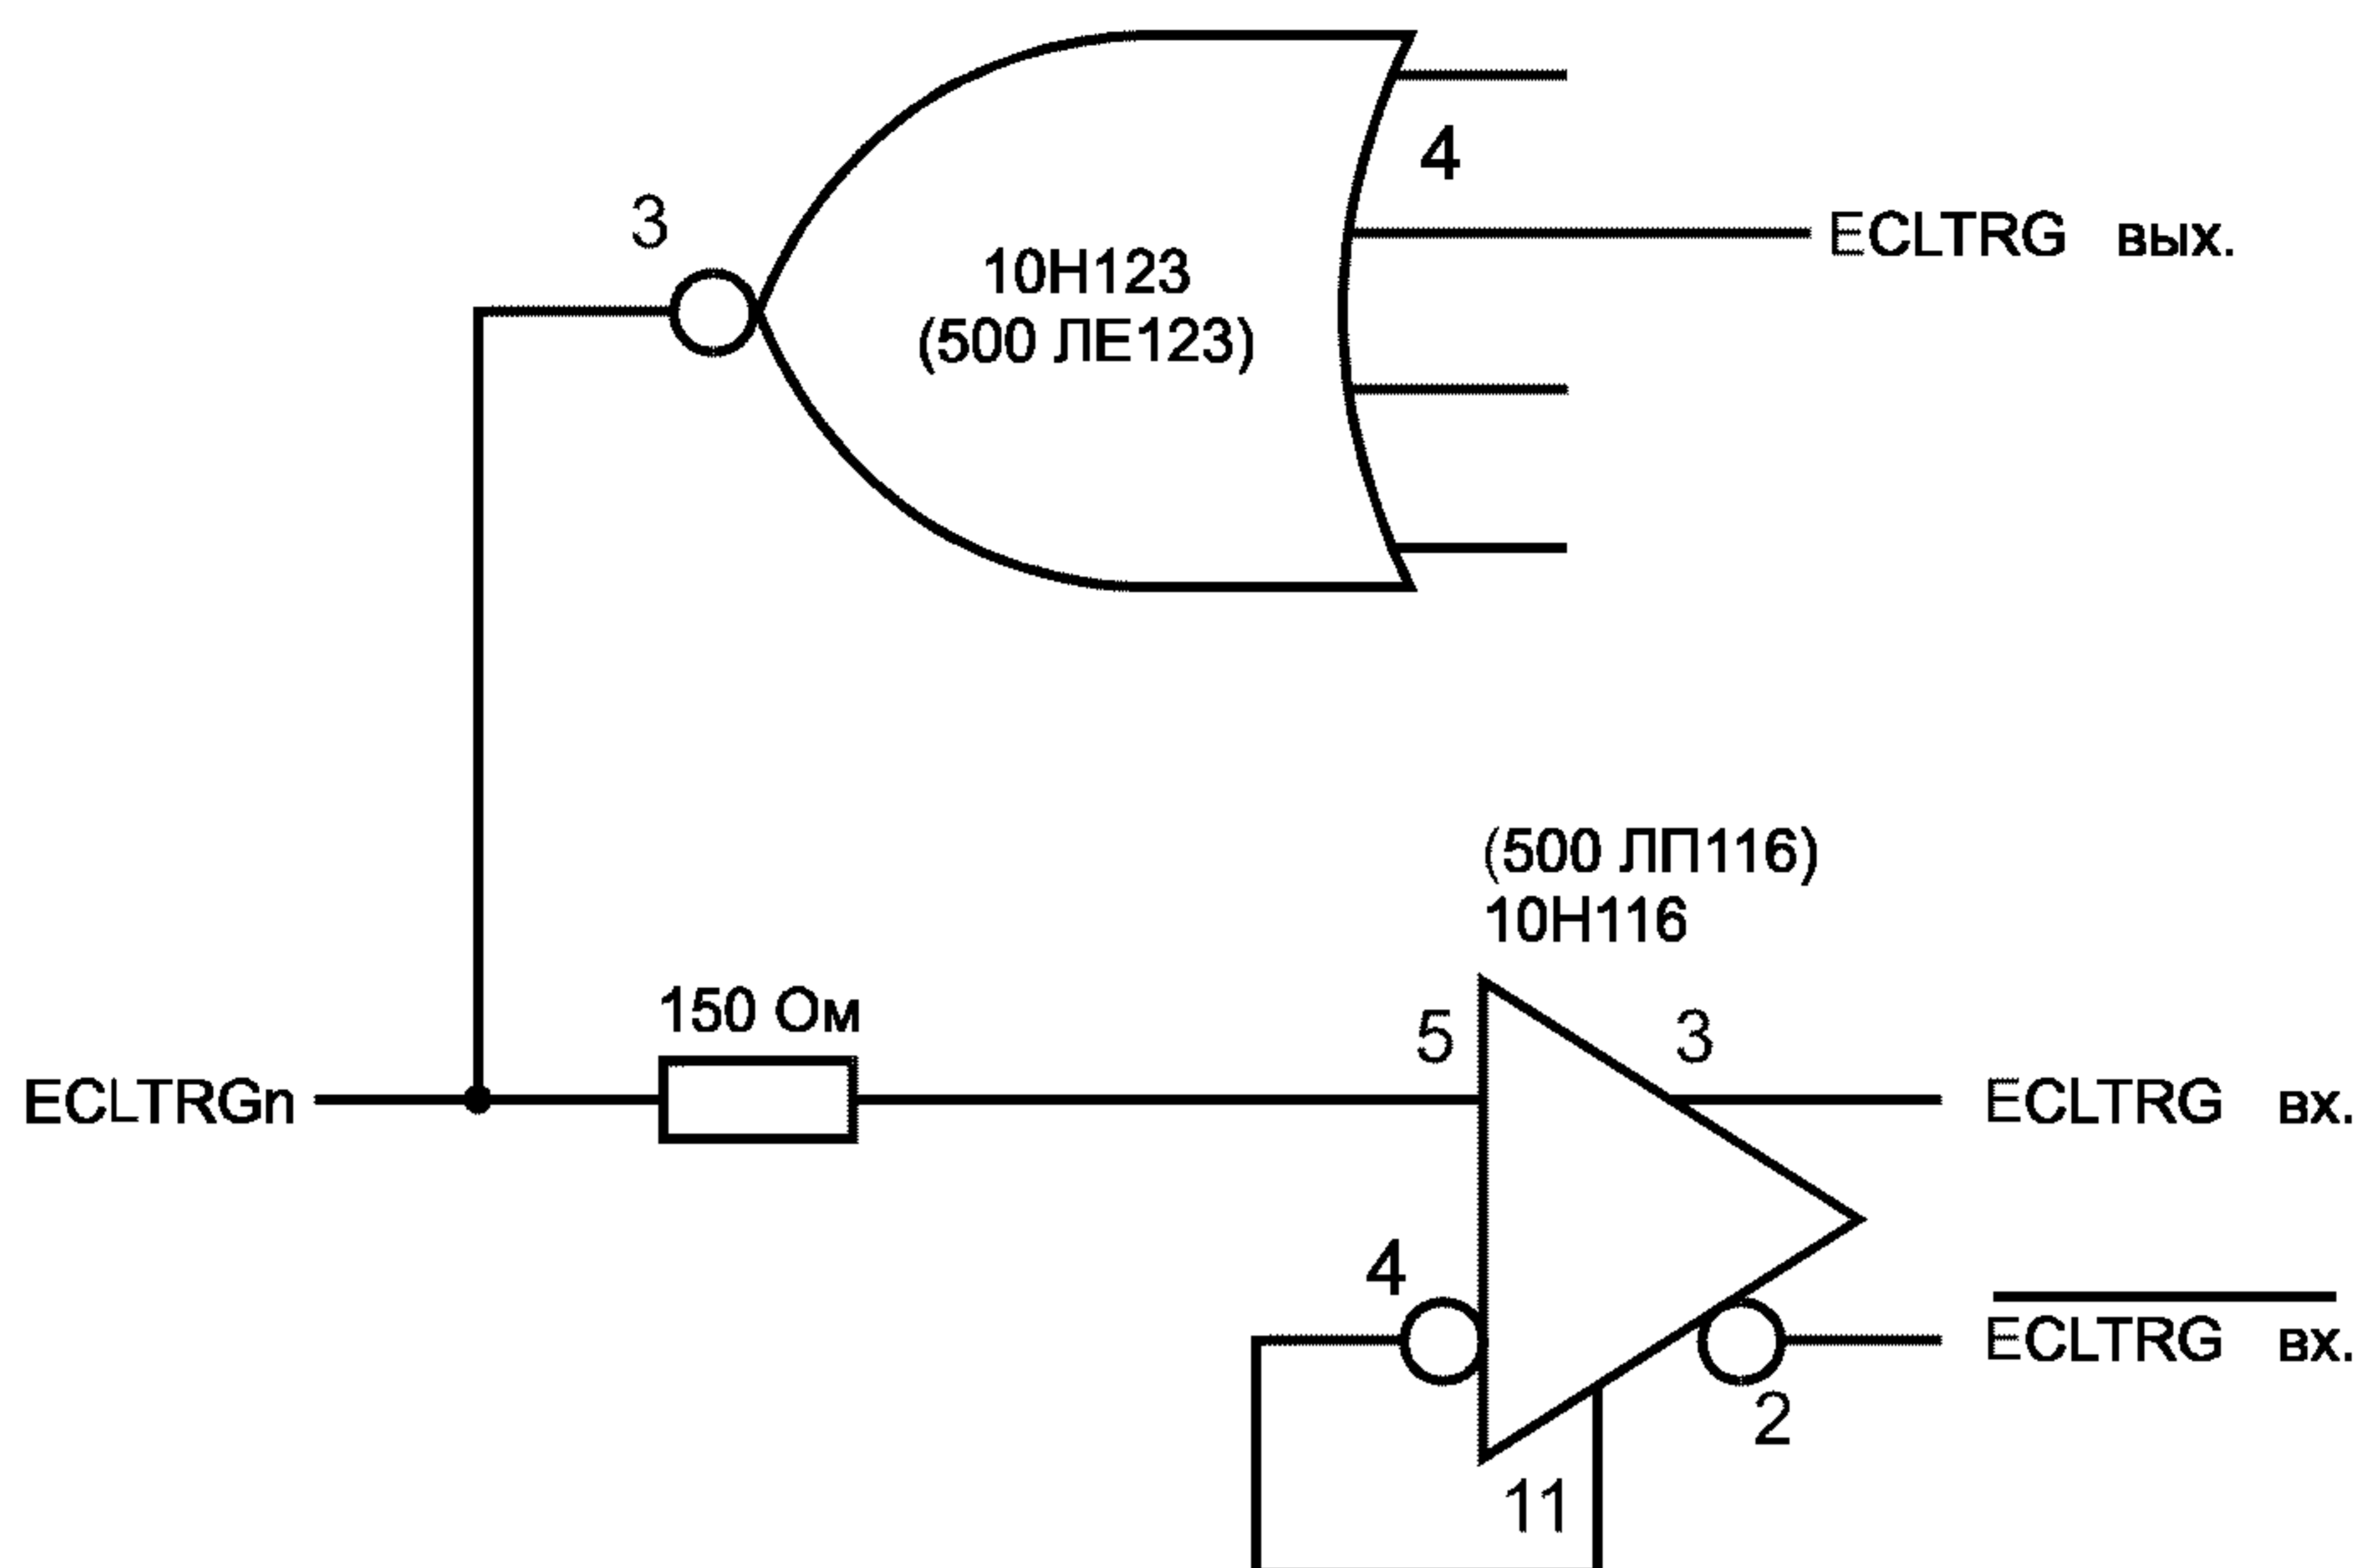 4
3
ECLTRG вых.
10H123
(500 ЛЕ123)
(500 ЛП116)
10H116
150 Ом
5
3
ECLTRGn
ECLTRG вх.
4
ECLTRG вх.
2
11